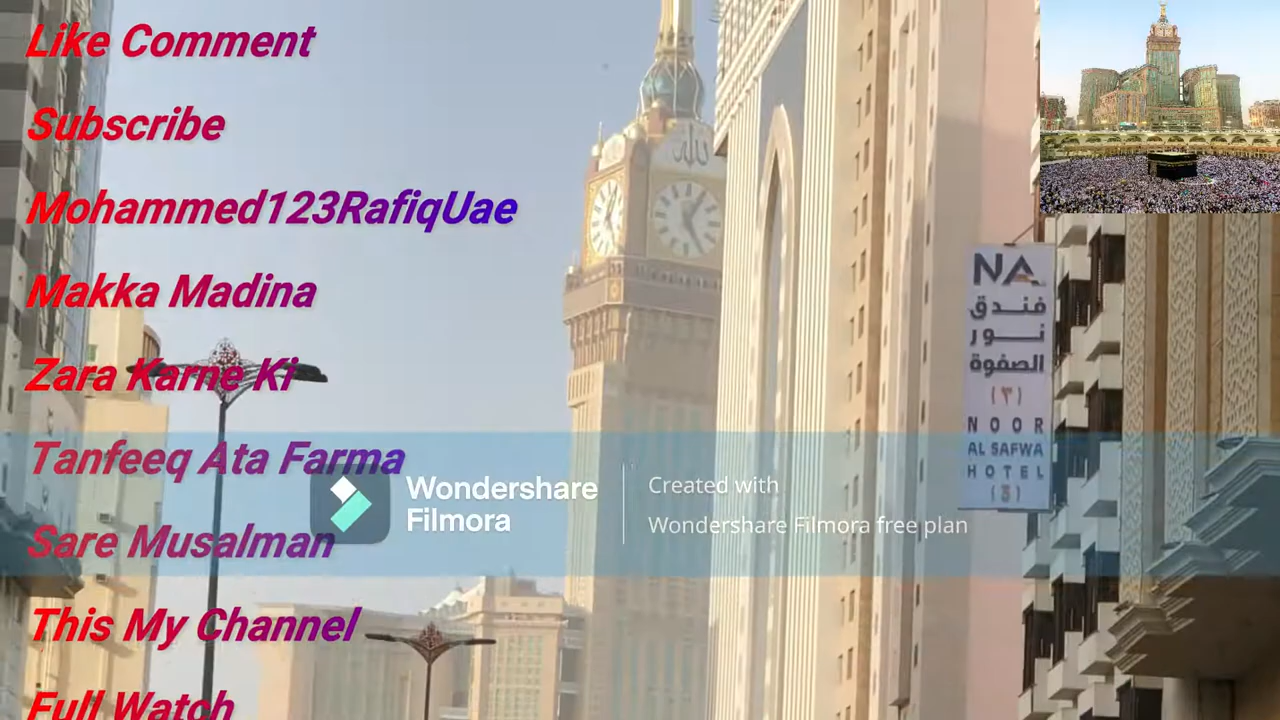 Like Comment
Subscribe
Mohammed123RafiqUae
Makka Madina
Zara Karne Ki
Tanfeeq Ata Farma
Sare Musalman
This My Channel
Full Watch
Wondershare
Filmora
Created with
Wondershare Filmora free plan
الله
NA
فندق
نور
الصفوة
(٣)
NOOR
AL SAFWA
HOTEL
(3)